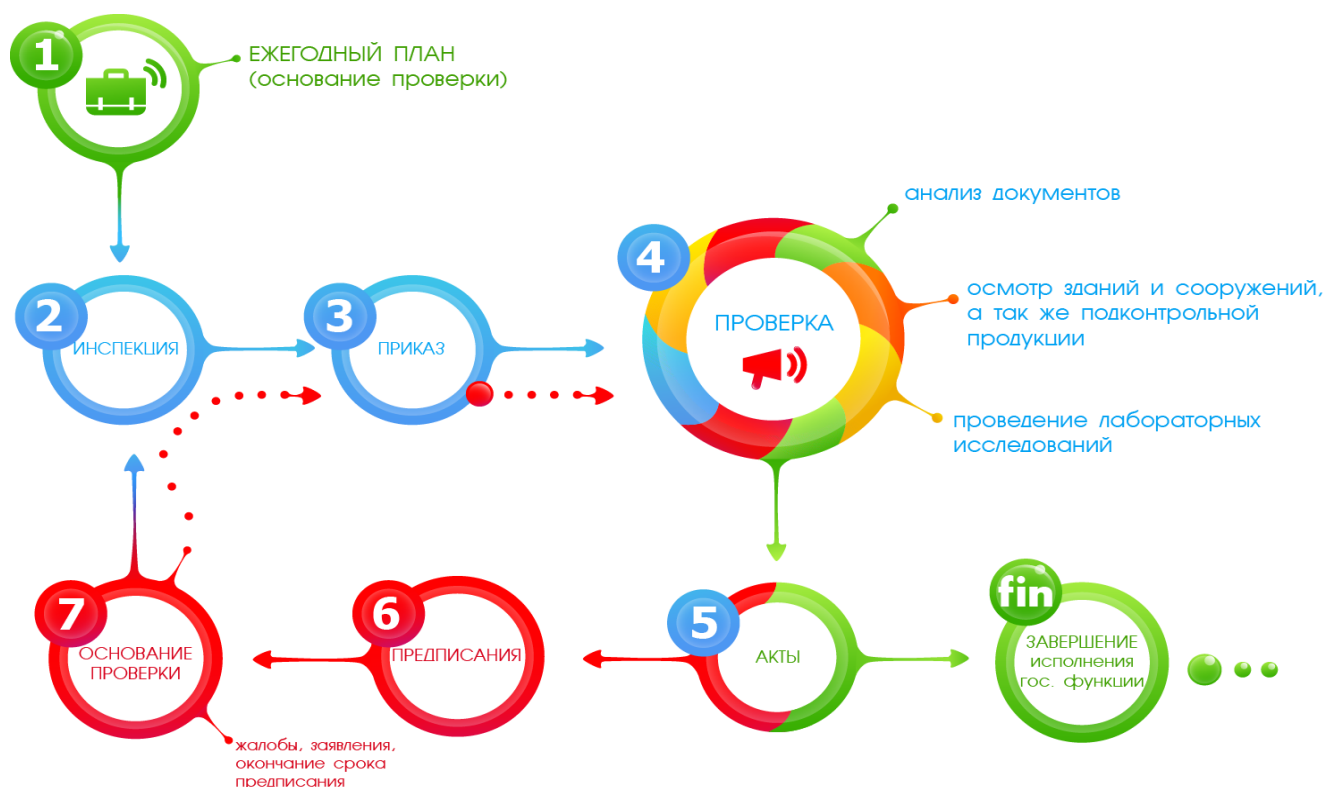 1
ЕЖЕГОДНЫЙ ПЛАН
(основание проверки)
2
ИНСПЕКЦИЯ
3
ПРИКАЗ
4
ПРОВЕРКА
анализ документов
осмотр зданий и сооружений,
а так же подконтрольной
продукции
проведение лабораторных
исследований
7
ОСНОВАНИЕ
ПРОВЕРКИ
жалобы, заявления,
окончание срока
предписания
6
ПРЕДПИСАНИЯ
5
АКТЫ
fin
ЗАВЕРШЕНИЕ
исполнения
гос. функции